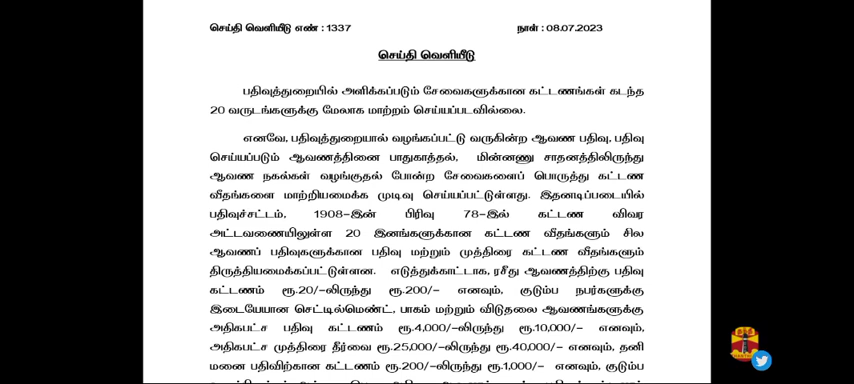 செய்தி வெளியீடு எண் : 1337 நாள் : 08.07.2023
செய்தி வெளியீடு
பதிவுத்துறையில் அளிக்கப்படும் சேவைகளுக்கான கட்டணங்கள் கடந்த
20 வருடங்களுக்கு மேலாக மாற்றம் செய்யப்படவில்லை.
எனவே, பதிவுத்துறையால் வழங்கப்பட்டு வருகின்ற ஆவண பதிவு, பதிவு
செய்யப்படும் ஆவணத்தினை பாதுகாத்தல், மின்னணு சாதனத்திலிருந்து
ஆவண நகல்கள் வழங்குதல் போன்ற சேவைகளைப் பொருத்து கட்டண
வீதங்களை மாற்றியமைக்க முடிவு செய்யப்பட்டுள்ளது. இதனடிப்படையில்
பதிவுச்சட்டம், 1908-இன் பிரிவு 78-இல் கட்டண விவர
அட்டவணையிலுள்ள 20 இனங்களுக்கான கட்டண வீதங்களும் சில
ஆவணப் பதிவுகளுக்கான பதிவு மற்றும் முத்திரை கட்டண வீதங்களும்
திருத்தியமைக்கப்பட்டுள்ளன. எடுத்துக்காட்டாக, ரசீது ஆவணத்திற்கு பதிவு
கட்டணம் ரூ.20/-லிருந்து ரூ.200/- எனவும், குடும்ப நபர்களுக்கு
இடையேயான செட்டில்மெண்ட், பாகம் மற்றும் விடுதலை ஆவணங்களுக்கு
அதிகபட்ச பதிவு கட்டணம் ரூ.4,000/-லிருந்து ரூ.10,000/- எனவும்,
அதிகபட்ச முத்திரை தீர்வை ரூ.25,000/-லிருந்து ரூ.40,000/- எனவும், தனி
மனை பதிவிற்கான கட்டணம் ரூ.200/-லிருந்து ரூ.1,000/- எனவும், குடும்ப